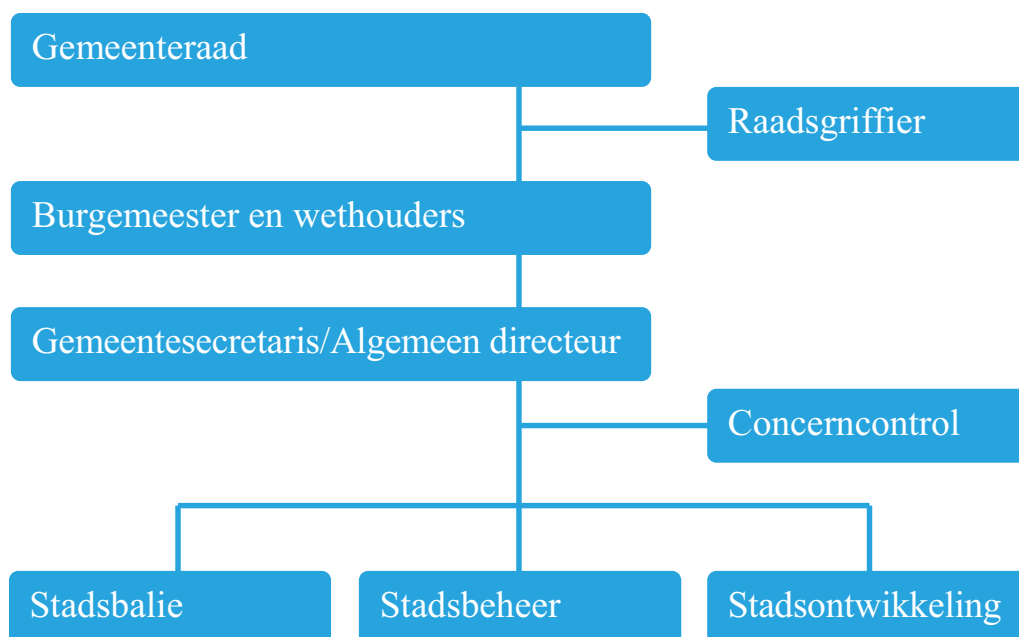 Gemeenteraad
Raadsgriffier
Burgemeester en wethouders
Gemeentesecretaris/Algemeen directeur
Concerncontrol
Stadsbalie
Stadsbeheer
Stadsontwikkeling